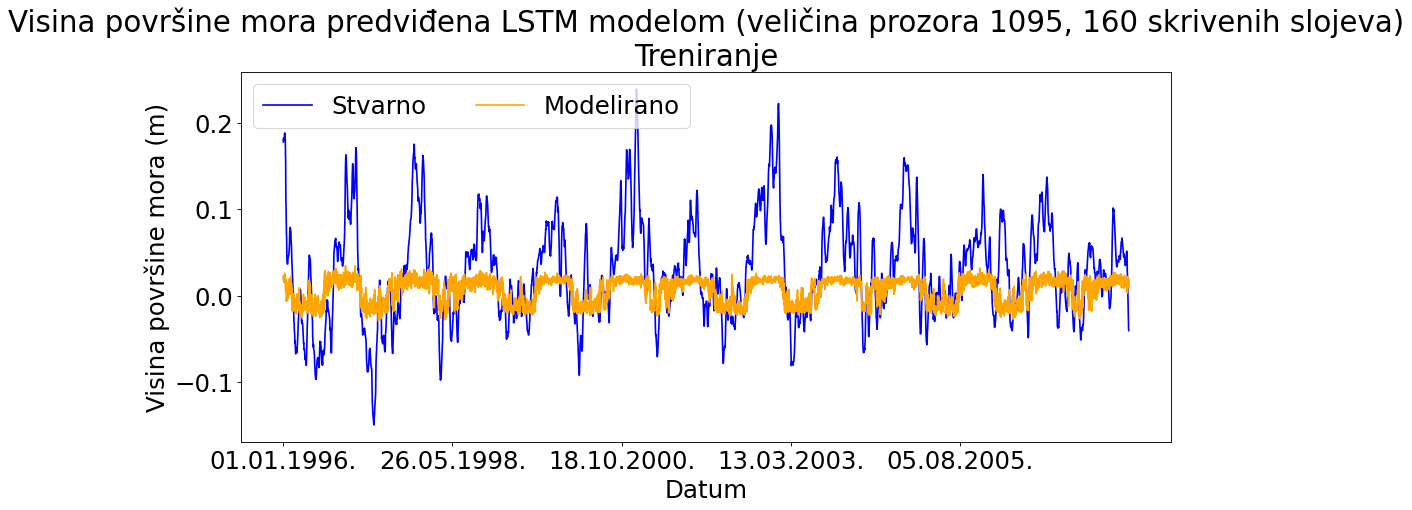 Visina površine mora predviđena LSTM modelom (veličina prozora 1095, 160 skrivenih slojeva)
Treniranje
Stvarno Modelirano
Visina površine mora (m)
0.2
0.1
0.0
−0.1
01.01.1996. 26.05.1998. 18.10.2000. 13.03.2003. 05.08.2005.
Datum